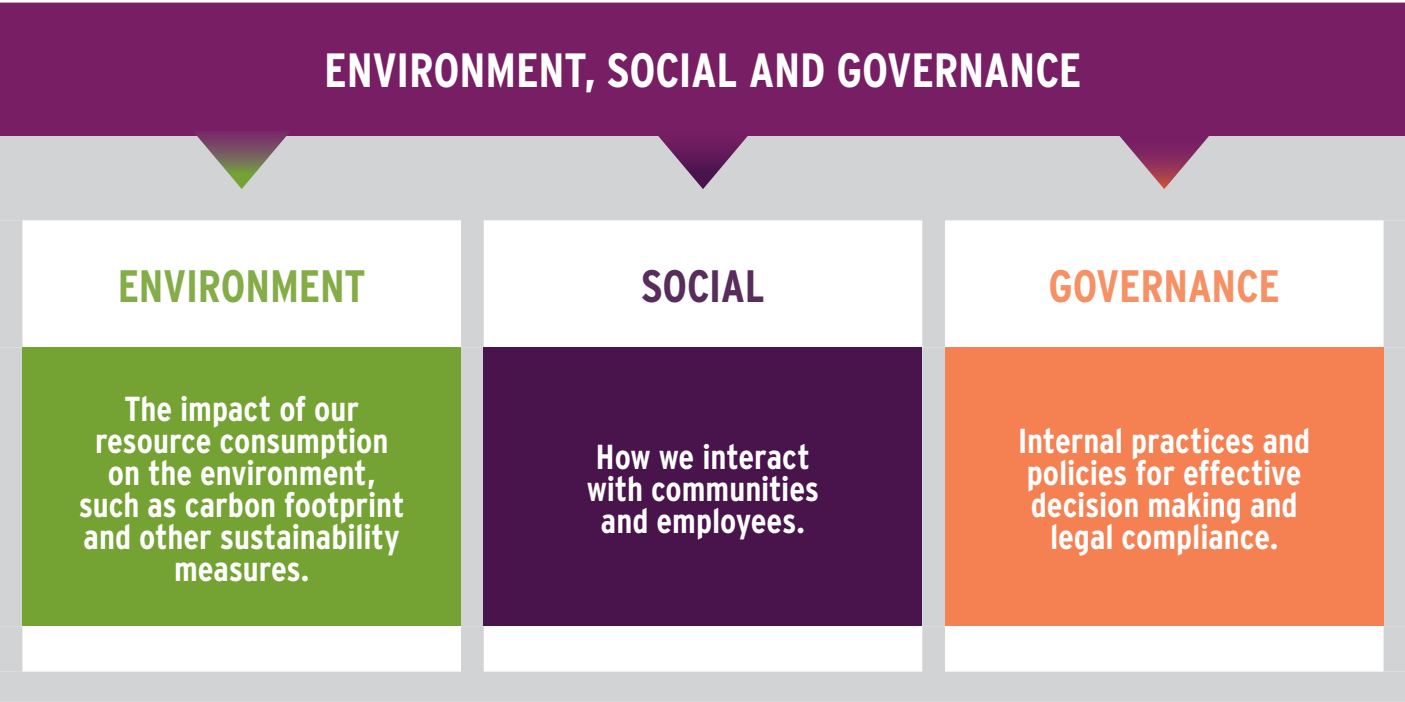 ENVIRONMENT, SOCIAL AND GOVERNANCE
ENVIRONMENT
The impact of our
resource consumption
on the environment,
such as carbon footprint
and other sustainability
measures.
SOCIAL
How we interact
with communities
and employees.
GOVERNANCE
Internal practices and
policies for effective
decision making and
legal compliance.